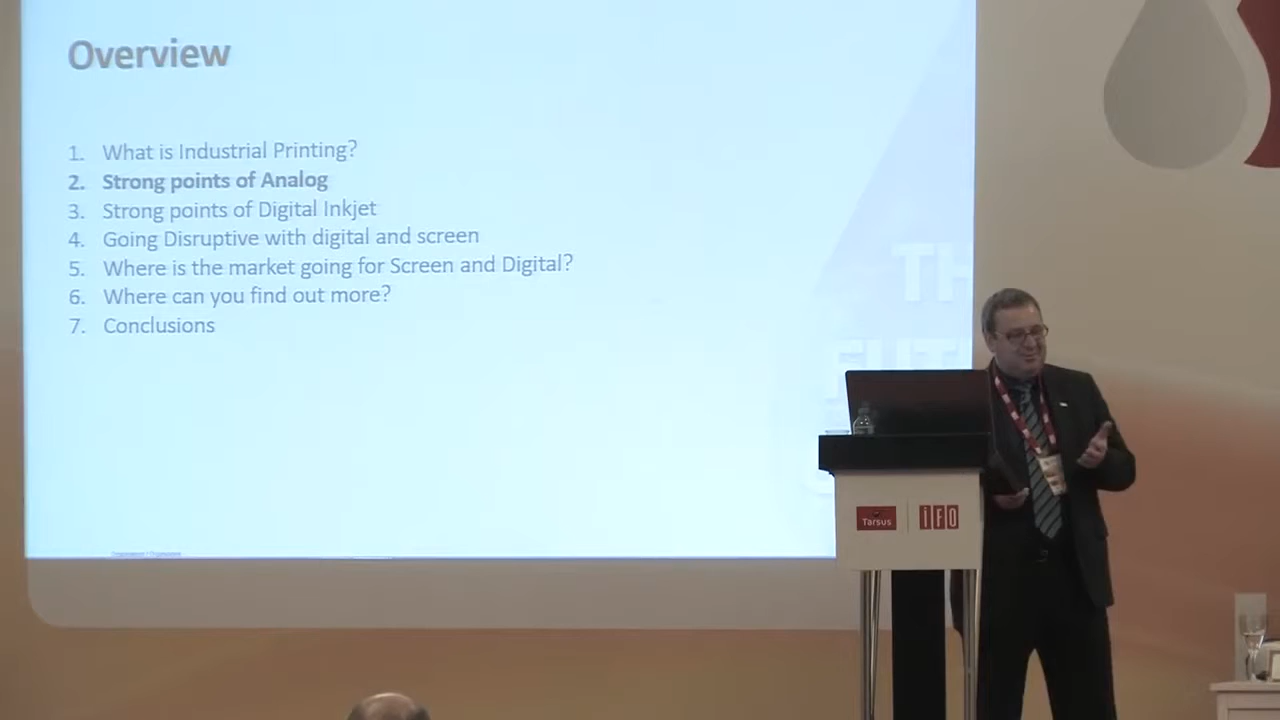 Overview
1. What is Industrial Printing?
2. Strong points of Analog
3. Strong points of Digital Inkjet
4. Going Disruptive with digital and screen
5. Where is the market going for Screen and Digital?
6. Where can you find out more?
7. Conclusions
TH
FUT
Tarsus
iFO